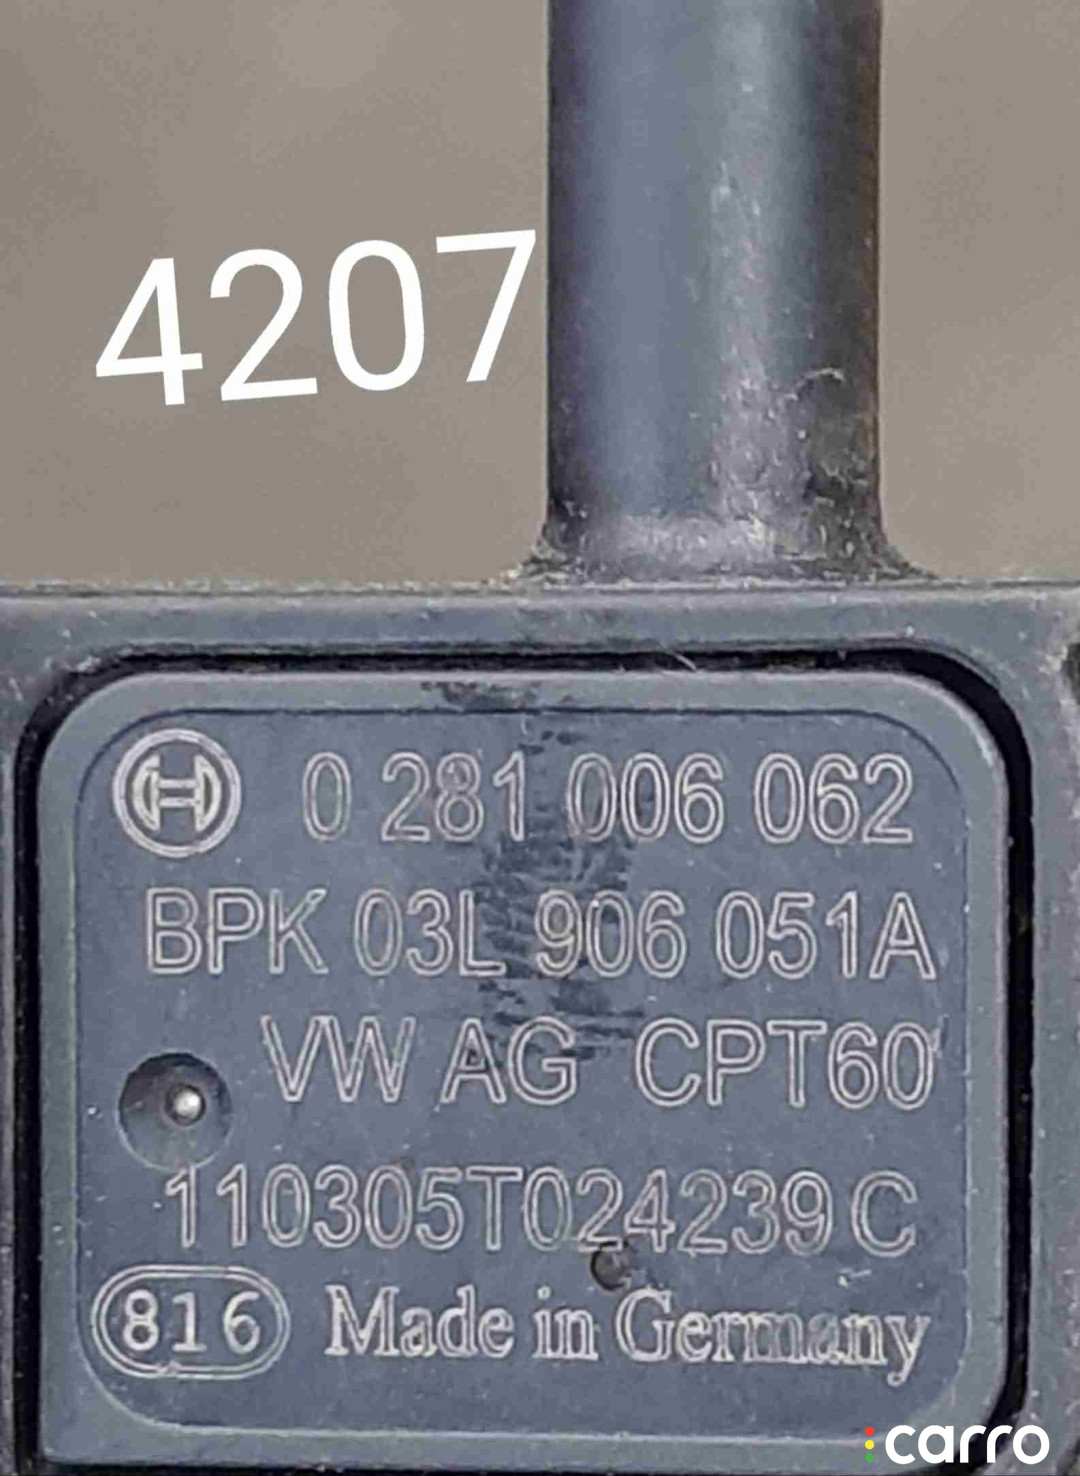 4207
0 281 006 062
BPK 03L 906 051A
VW AG CPT60
110305T024239 C
816 Made in Germany
carro